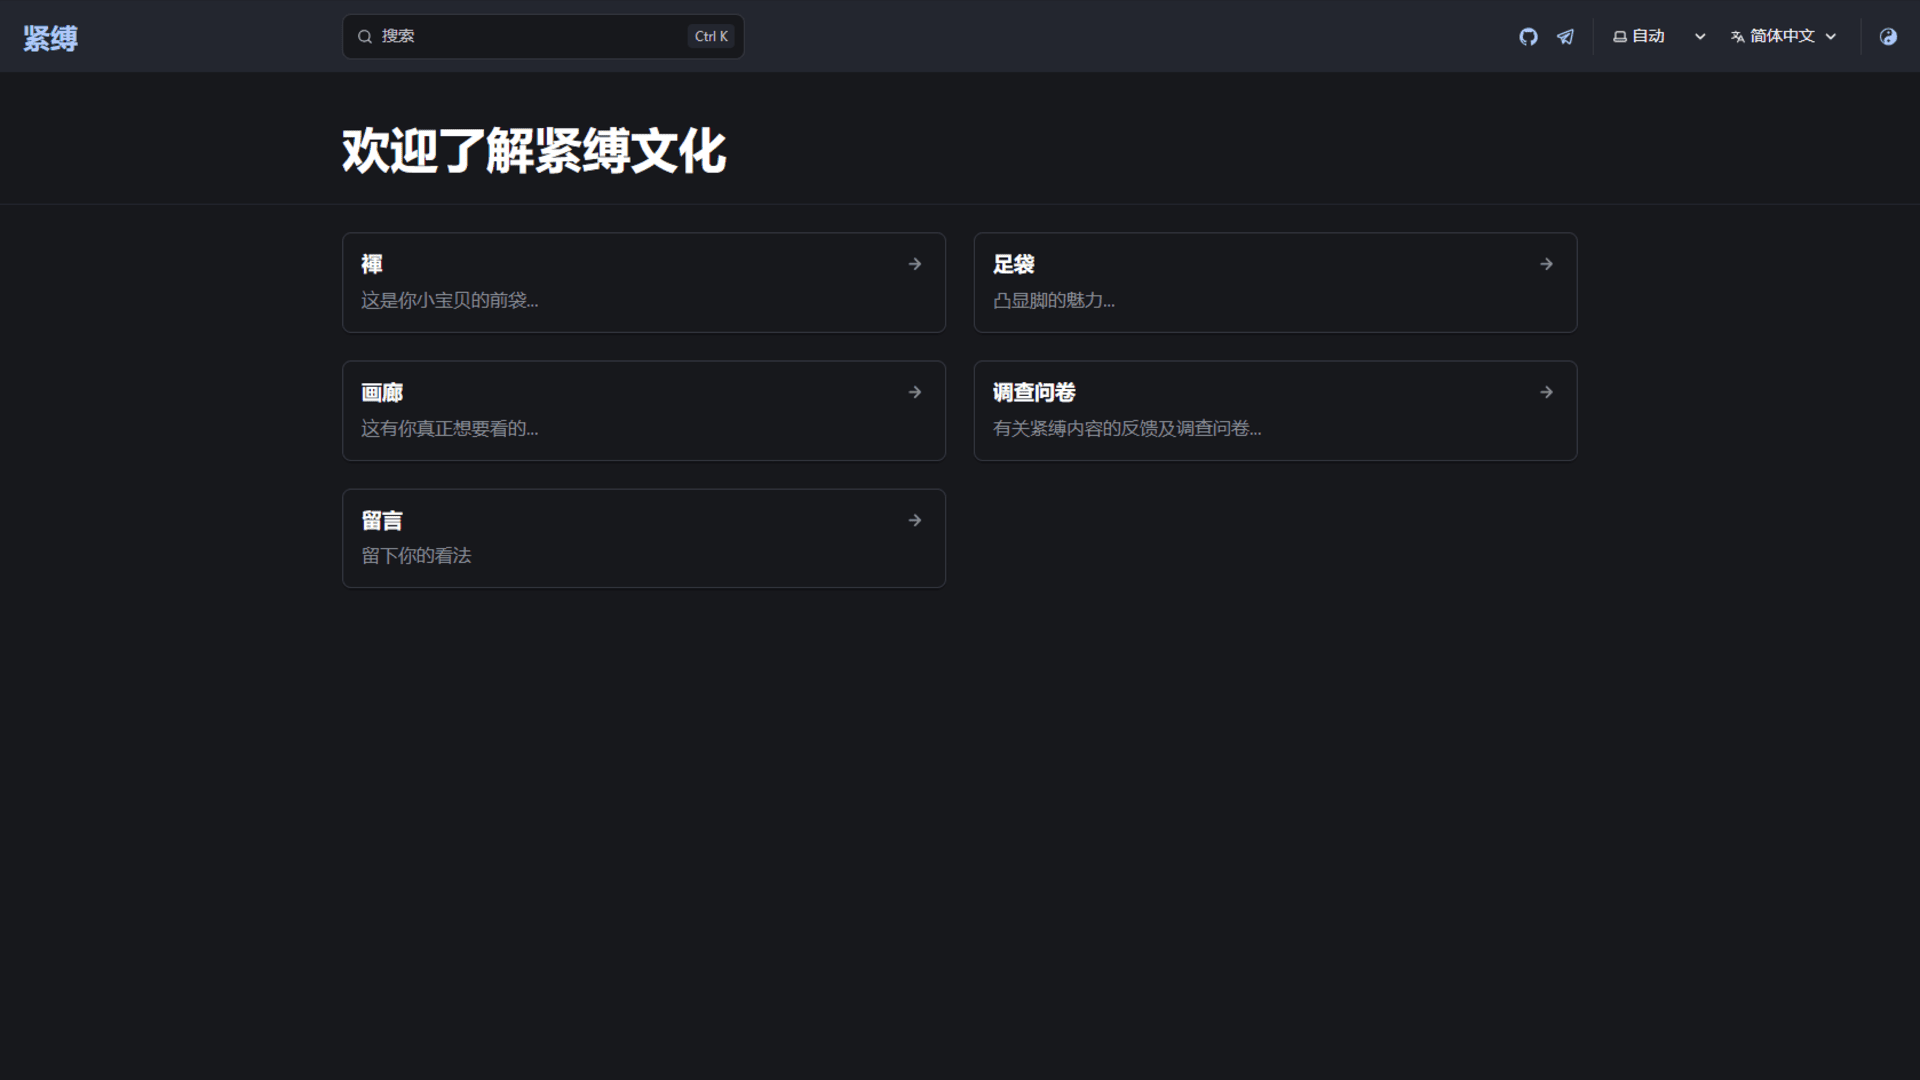 紧缚
搜索
Ctrl K
自动
简体中文
欢迎了解紧缚文化
褌
这是你小宝贝的前袋...
足袋
凸显脚的魅力...
画廊
这有你真正想要看的...
调查问卷
有关紧缚内容的反馈及调查问卷...
留言
留下你的看法